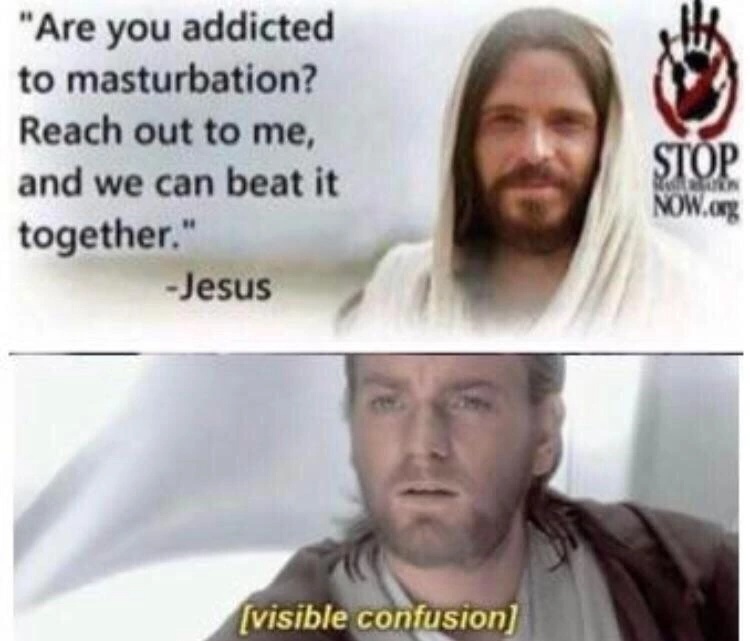 "Are you addicted
to masturbation?
Reach out to me,
and we can beat it
together."
-Jesus
STOP
MASTURBATION
NOW.org
[visible confusion]